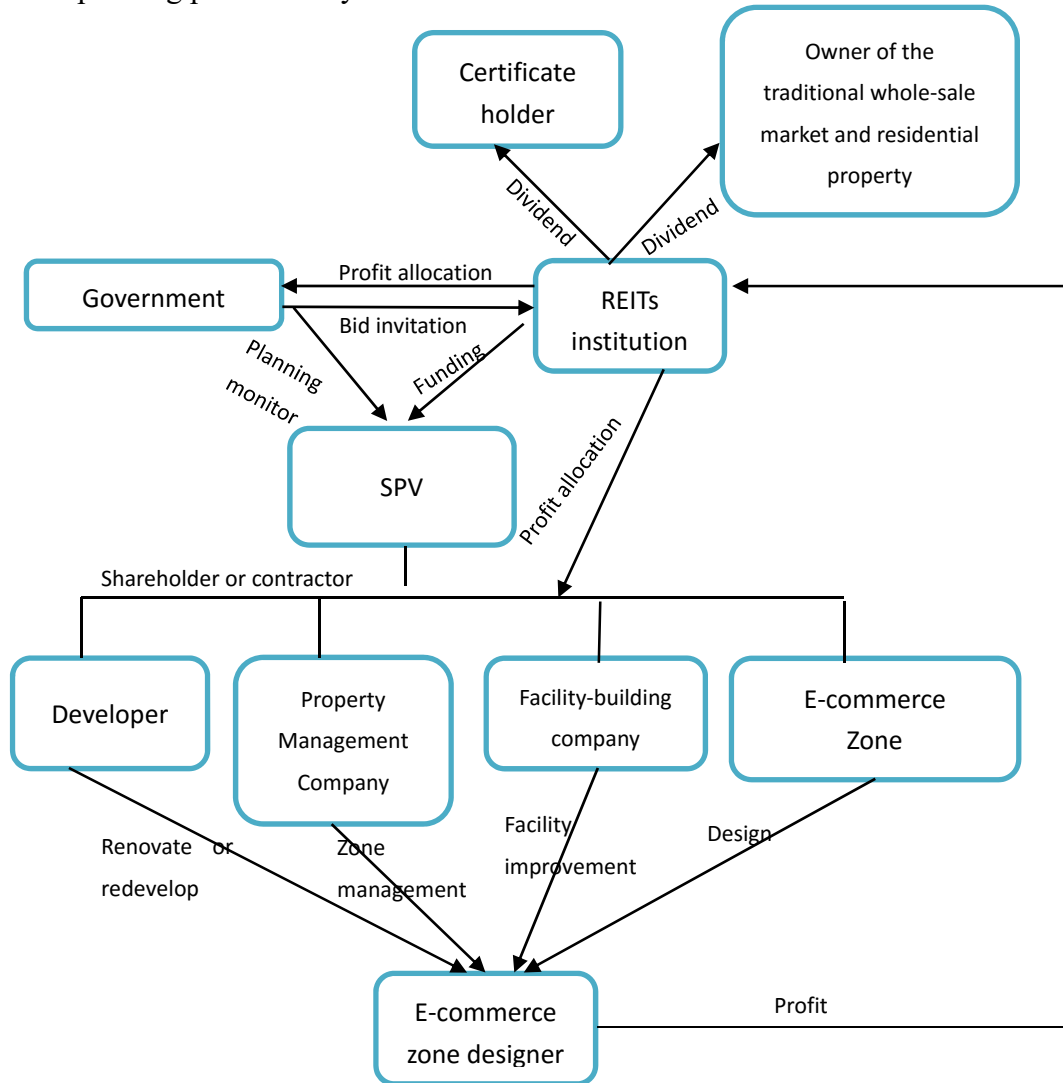 Certificate
holder
Owner of the
traditional whole-sale
market and residential
property
Dividend
Dividend
Government
Profit allocation
Bid invitation
REITs
institution
Planning
monitor
Funding
SPV
Profit allocation
Shareholder or contractor
Developer
Property
Management
Company
Facility-building
company
E-commerce
Zone
Renovate or
redevelop
Zone
management
Facility
improvement
Design
E-commerce
zone designer
Profit